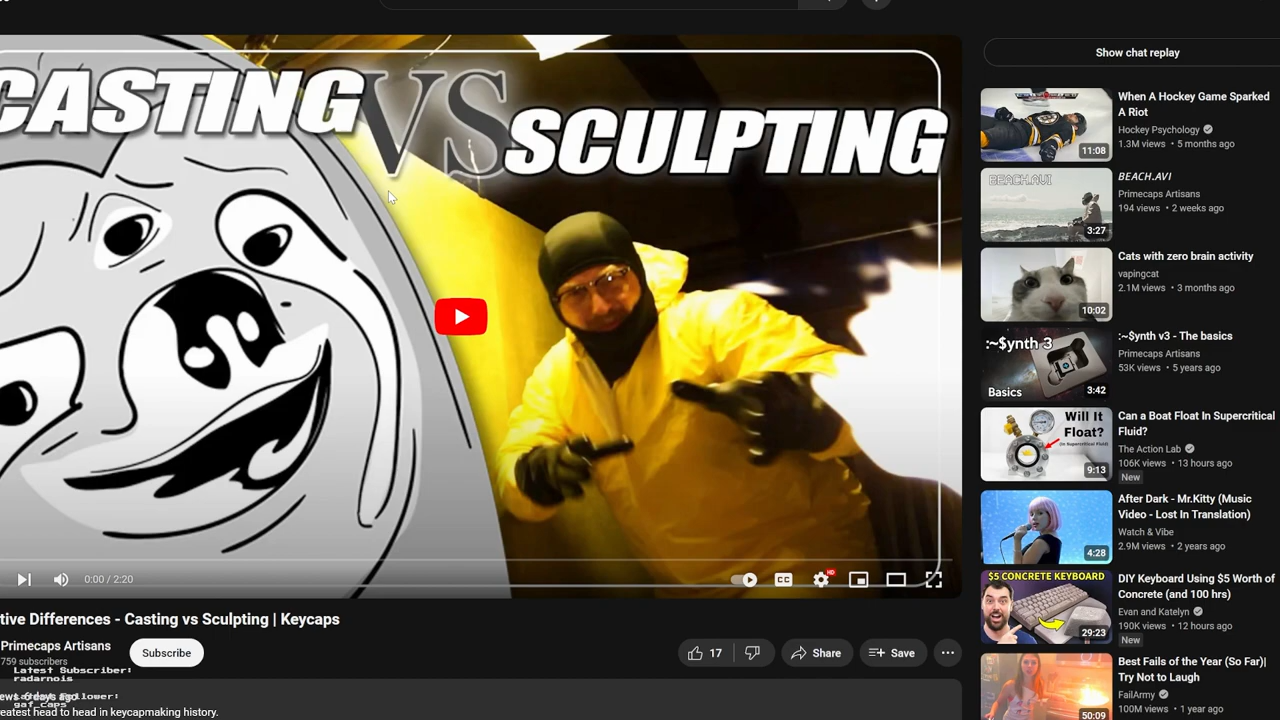 Show chat replay
CASTING
VS
SCULPTING
0:00 / 2:20
CC
HD
tive Differences - Casting vs Sculpting | Keycaps
Primecaps Artisans
759 subscribers
Subscribe
17
Share
Save
Latest Subscriber:
radarnois
6 days ago
gaf_caps
eatest head to head in keycapmaking history.
When A Hockey Game Sparked
A Riot
Hockey Psychology
1.3M views • 5 months ago
11:08
BEACH.AVI
BEACH.AVI
Primecaps Artisans
194 views • 2 weeks ago
3:27
Cats with zero brain activity
vapingcat
2.1M views • 3 months ago
10:02
:~$ynth 3
Basics
:~$ynth v3 - The basics
Primecaps Artisans
53K views • 5 years ago
3:42
Will It
Float?
(In Supercritical Fluid)
Can a Boat Float In Supercritical
Fluid?
The Action Lab
106K views • 13 hours ago
New
9:13
After Dark - Mr.Kitty (Music
Video - Lost In Translation)
Watch & Vibe
2.9M views • 2 years ago
4:28
$5 CONCRETE KEYBOARD
DIY Keyboard Using $5 Worth of
Concrete (and 100 hrs)
Evan and Katelyn
190K views • 12 hours ago
New
29:23
Best Fails of the Year (So Far)|
Try Not to Laugh
FailArmy
100M views • 1 year ago
50:09